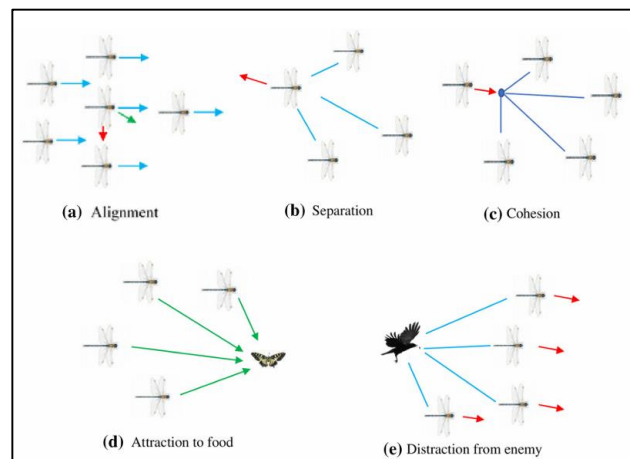 (a) Alignment
(b) Separation
(c) Cohesion
(d) Attraction to food
(e) Distraction from enemy